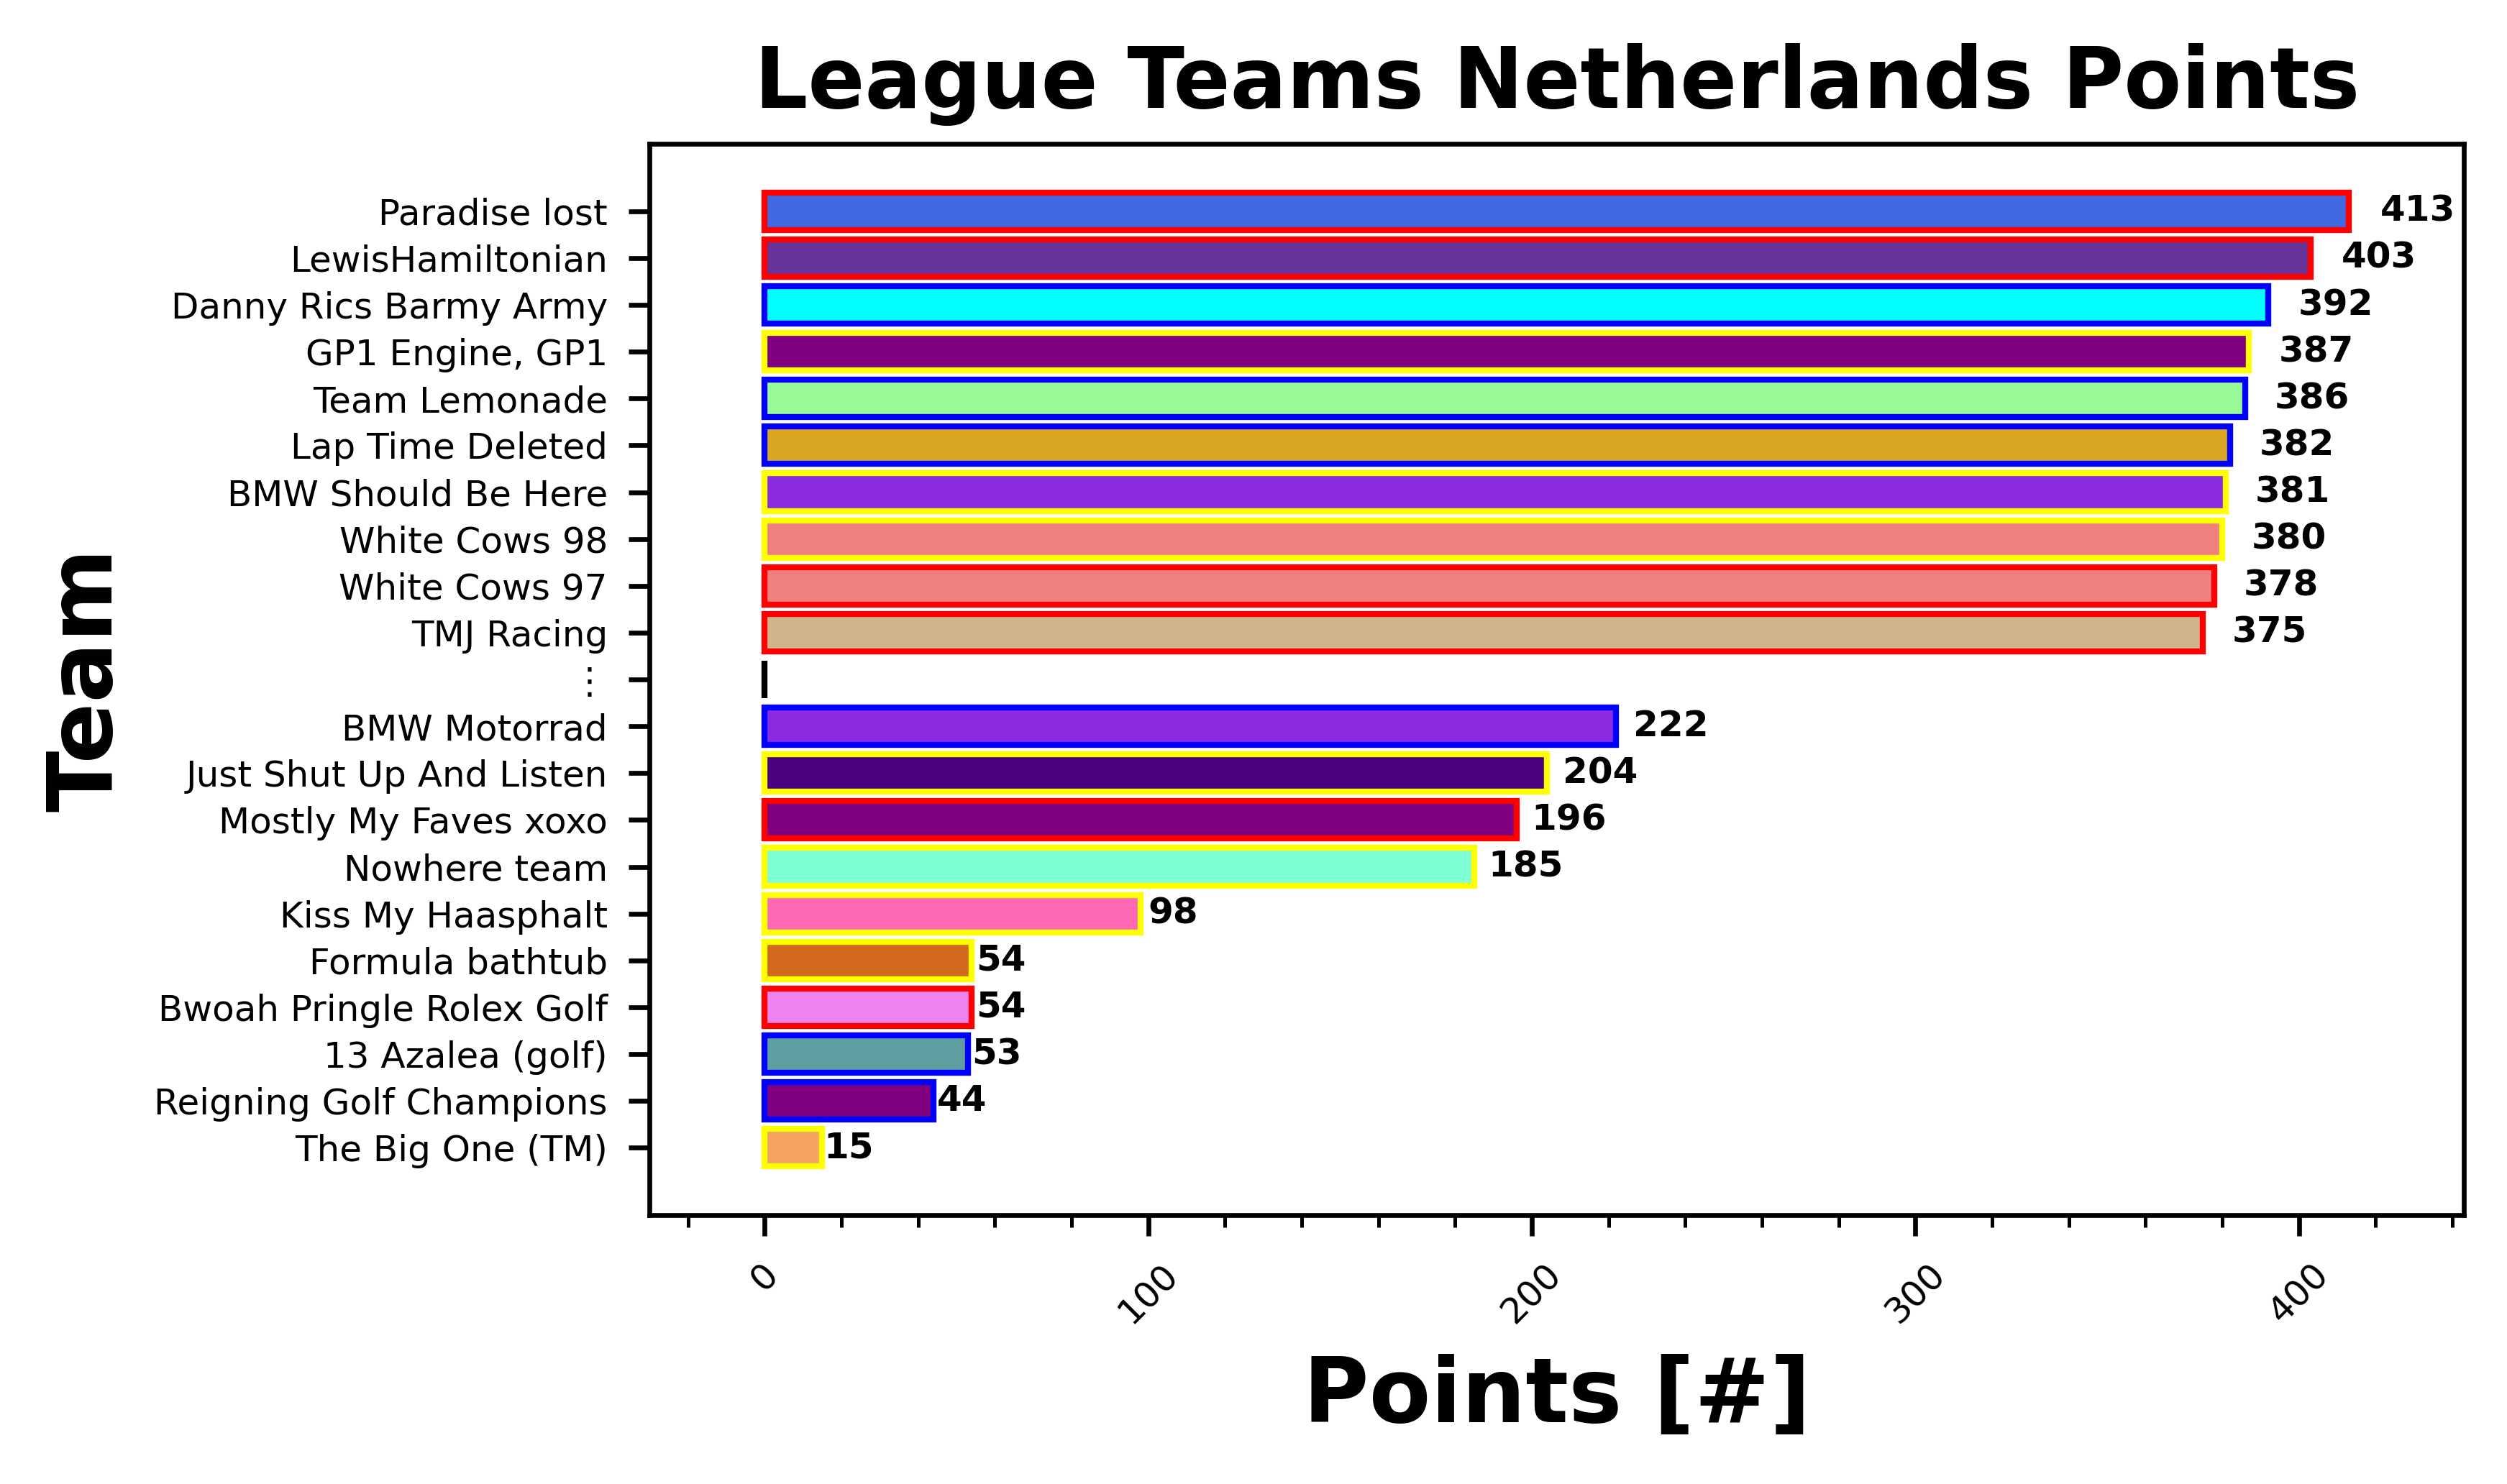 League Teams Netherlands Points
Team
Paradise lost 413
LewisHamiltonian 403
Danny Rics Barmy Army 392
GP1 Engine, GP1 387
Team Lemonade 386
Lap Time Deleted 382
BMW Should Be Here 381
White Cows 98 380
White Cows 97 378
TMJ Racing 375
⋮
BMW Motorrad 222
Just Shut Up And Listen 204
Mostly My Faves xoxo 196
Nowhere team 185
Kiss My Haasphalt 98
Formula bathtub 54
Bwoah Pringle Rolex Golf 54
13 Azalea (golf) 53
Reigning Golf Champions 44
The Big One (TM) 15
0 100 200 300 400
Points [#]